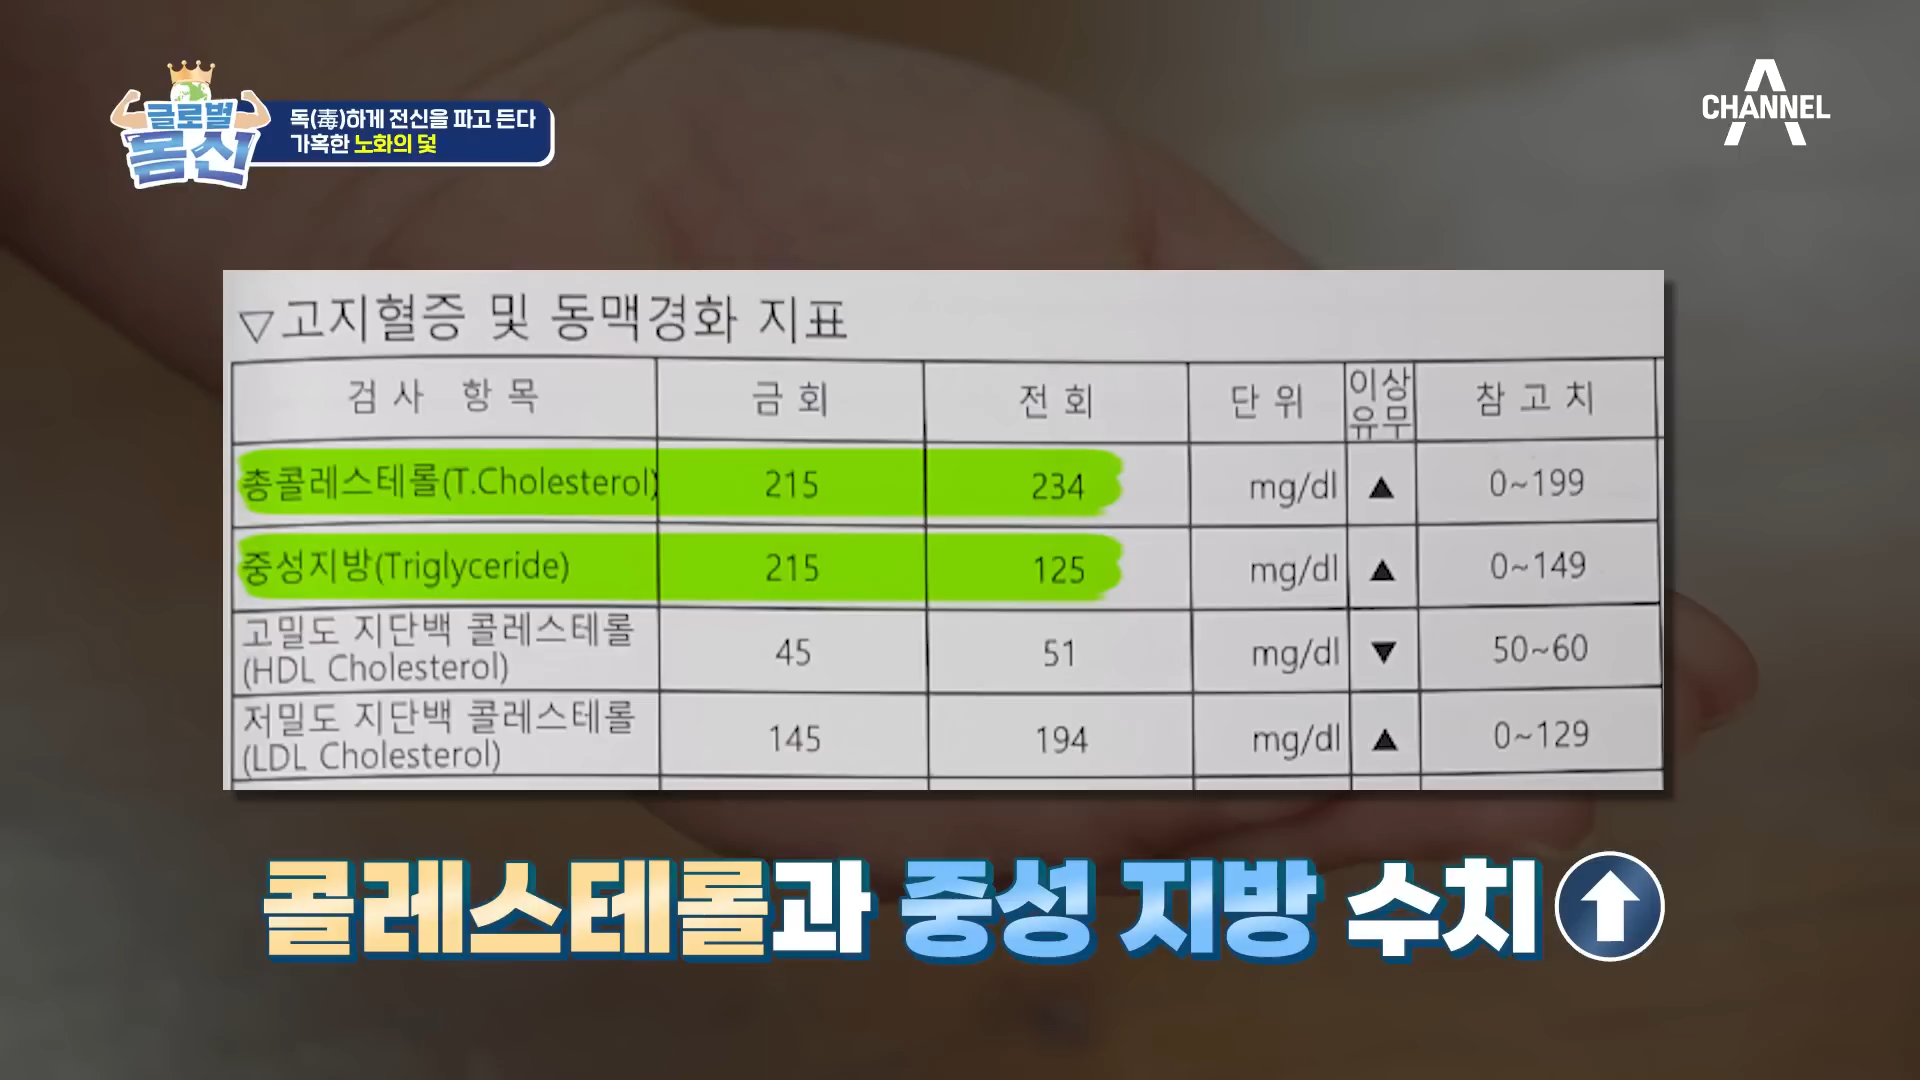 글로벌
몸신
독(毒)하게 전신을 파고 든다
가혹한 노화의 덫
CHANNEL A
▽고지혈증 및 동맥경화 지표
검사 항목 금회 전회 단위 이상유무 참고치
총콜레스테롤(T.Cholesterol) 215 234 mg/dl ▲ 0~199
중성지방(Triglyceride) 215 125 mg/dl ▲ 0~149
고밀도 지단백 콜레스테롤
(HDL Cholesterol) 45 51 mg/dl ▼ 50~60
저밀도 지단백 콜레스테롤
(LDL Cholesterol) 145 194 mg/dl ▲ 0~129
콜레스테롤과 중성 지방 수치